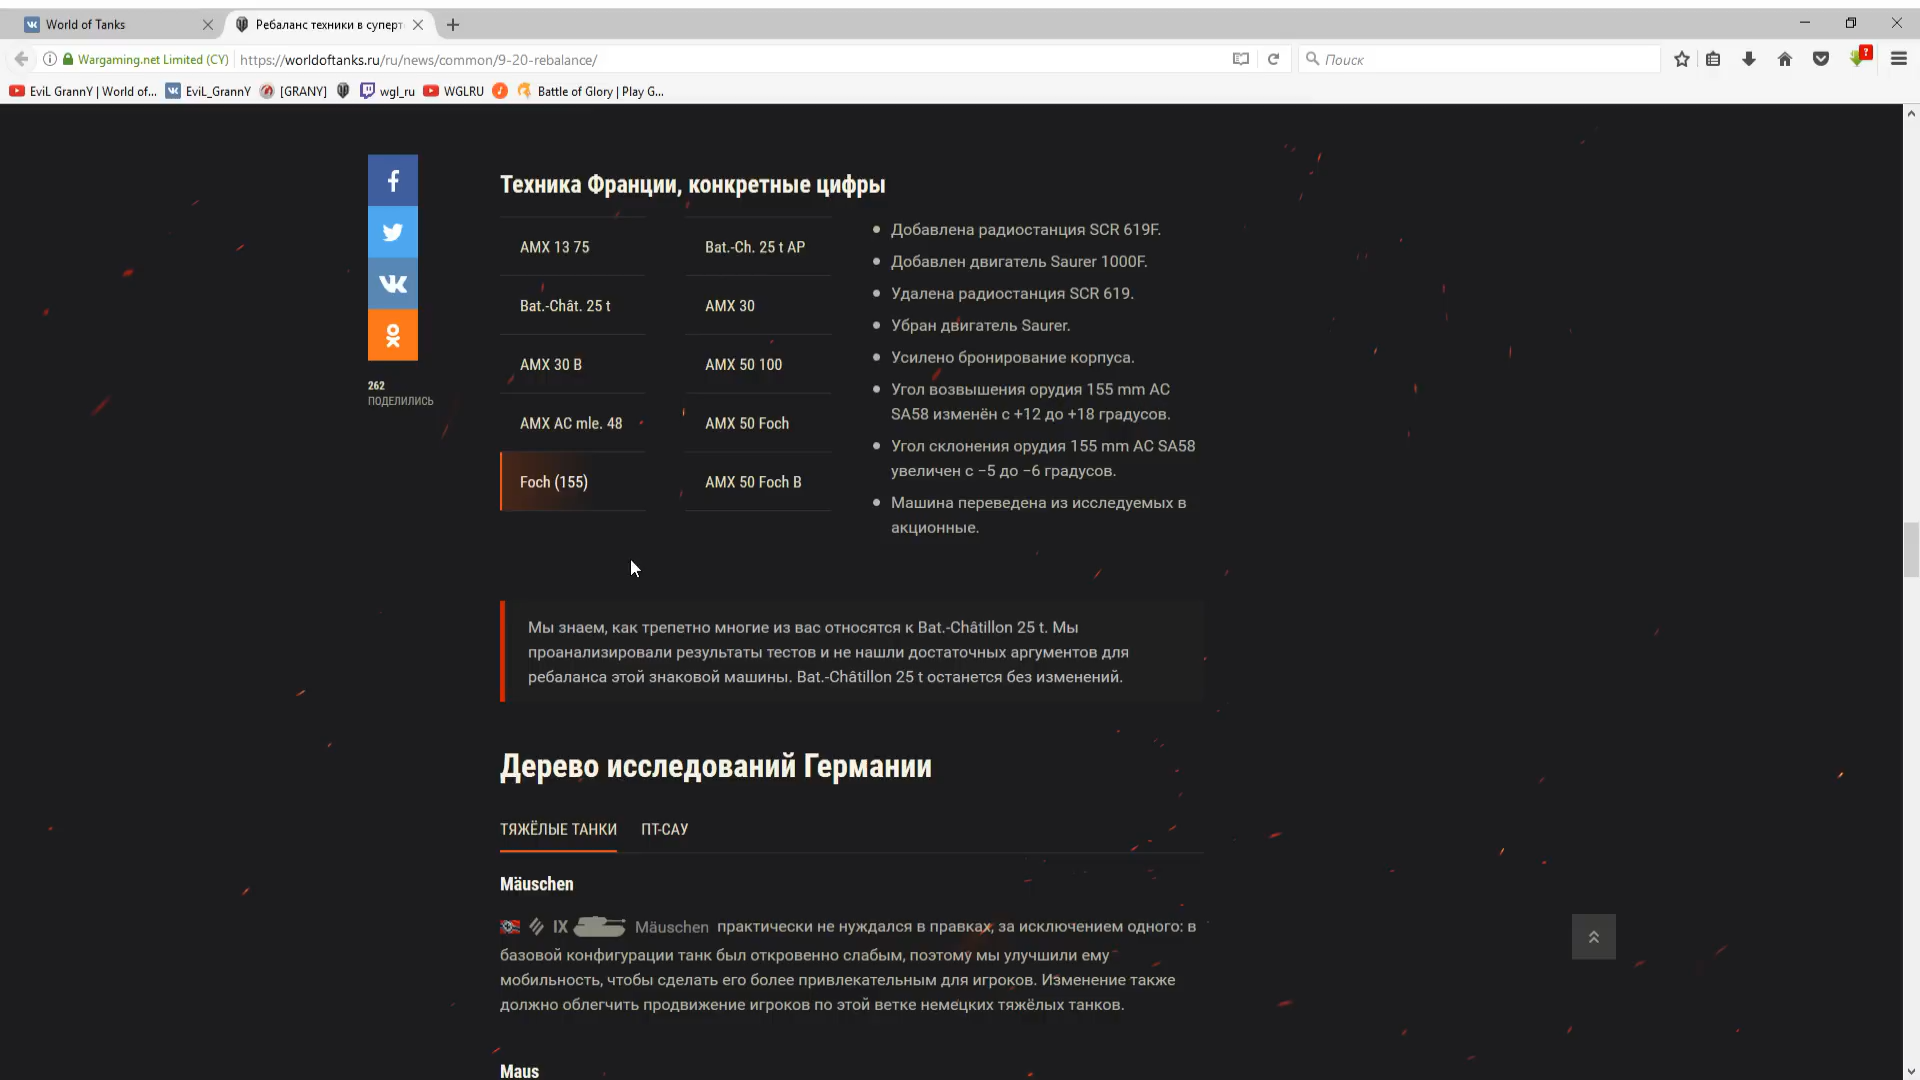 World of Tanks
Ребаланс техники в суперт
Wargaming.net Limited (CY)
https://worldoftanks.ru/ru/news/common/9-20-rebalance/
Поиск
EviL GrannY | World of...
EviL_GrannY
[GRANY]
wgl_ru
WGLRU
Battle of Glory | Play G...
Техника Франции, конкретные цифры
AMX 13 75
Bat.-Ch. 25 t AP
Bat.-Chât. 25 t
AMX 30
AMX 30 B
AMX 50 100
AMX AC mle. 48
AMX 50 Foch
Foch (155)
AMX 50 Foch B
Добавлена радиостанция SCR 619F.
Добавлен двигатель Saurer 1000F.
Удалена радиостанция SCR 619.
Убран двигатель Saurer.
Усилено бронирование корпуса.
Угол возвышения орудия 155 mm AC
SA58 изменён с +12 до +18 градусов.
Угол склонения орудия 155 mm AC SA58
увеличен с −5 до −6 градусов.
Машина переведена из исследуемых в
акционные.
262
ПОДЕЛИЛИСЬ
Мы знаем, как трепетно многие из вас относятся к Bat.-Châtillon 25 t. Мы
проанализировали результаты тестов и не нашли достаточных аргументов для
ребаланса этой знаковой машины. Bat.-Châtillon 25 t останется без изменений.
Дерево исследований Германии
ТЯЖЁЛЫЕ ТАНКИ
ПТ-САУ
Mäuschen
IX Mäuschen практически не нуждался в правках, за исключением одного: в
базовой конфигурации танк был откровенно слабым, поэтому мы улучшили ему
мобильность, чтобы сделать его более привлекательным для игроков. Изменение также
должно облегчить продвижение игроков по этой ветке немецких тяжёлых танков.
Maus